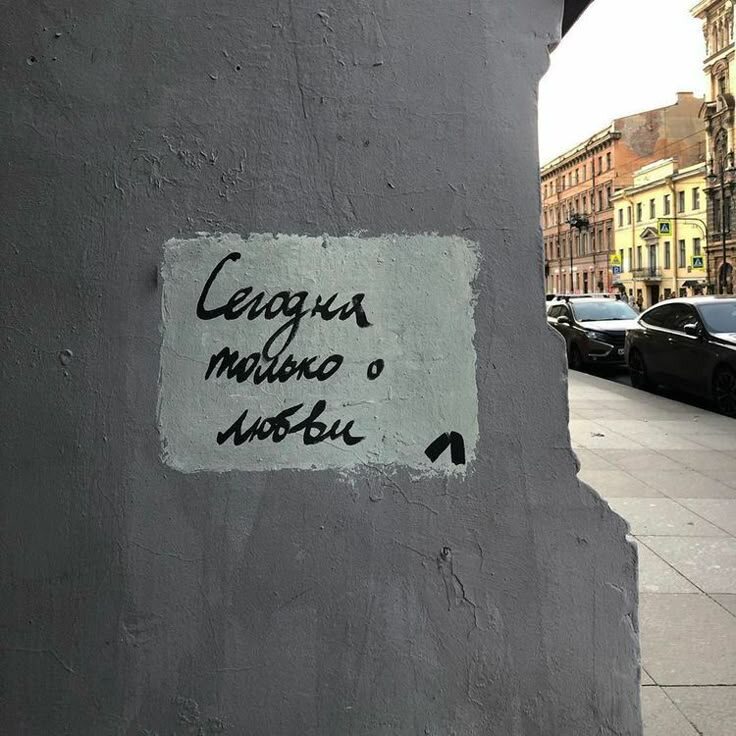 Сегодня
только о
любви
Л